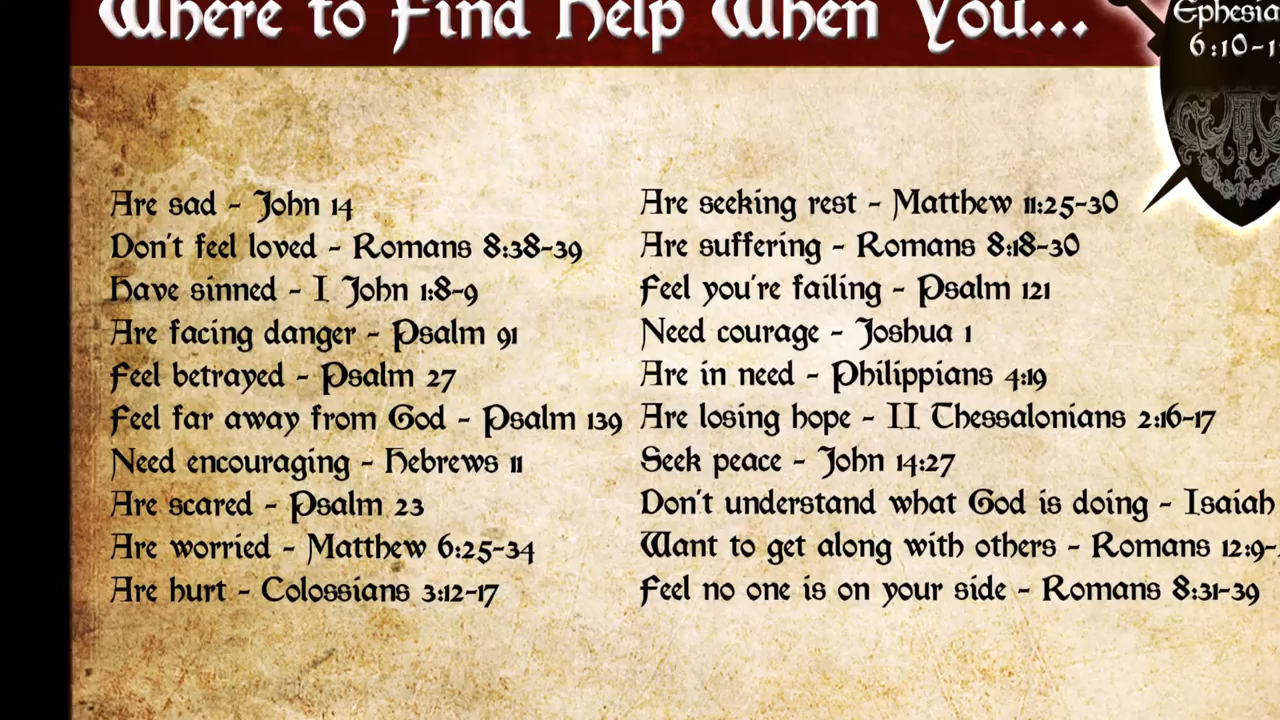 Where to Find Help When You...
6:10-1
Are sad - John 14
Don't feel loved - Romans 8:38-39
Have sinned - I John 1:8-9
Are facing danger - Psalm 91
Feel betrayed - Psalm 27
Feel far away from God - Psalm 139
Need encouraging - Hebrews 11
Are scared - Psalm 23
Are worried - Matthew 6:25-34
Are hurt - Colossians 3:12-17
Are seeking rest - Matthew 11:25-30
Are suffering - Romans 8:18-30
Feel you're failing - Psalm 121
Need courage - Joshua 1
Are in need - Philippians 4:19
Are losing hope - II Thessalonians 2:16-17
Seek peace - John 14:27
Don't understand what God is doing - Isaiah
Want to get along with others - Romans 12:9-
Feel no one is on your side - Romans 8:31-39